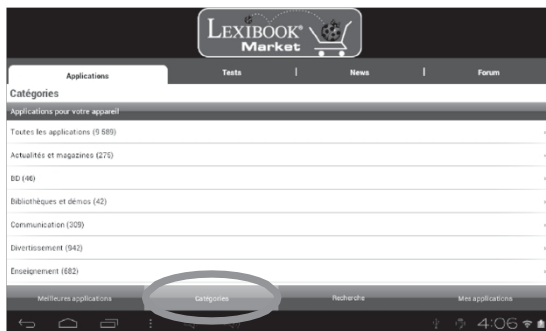 LEXIBOOK®
Market
Applications Tests | News | Forum
Catégories
Applications pour votre appareil
Toutes les applications (9 589)
Actualités et magazines (275)
BD (46)
Bibliothèques et démos (42)
Communication (309)
Divertissement (942)
Enseignement (682)
Meilleures applications Catégories Recherche Mes applications
4:06